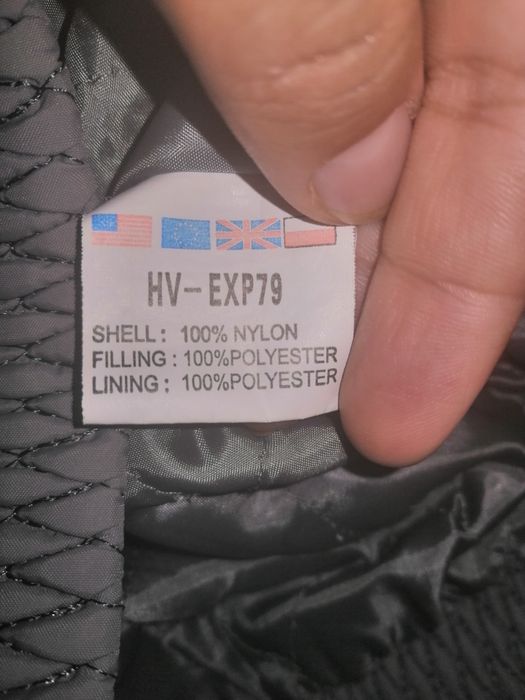 HV-EXP79
SHELL: 100% NYLON
FILLING: 100%POLYESTER
LINING: 100%POLYESTER